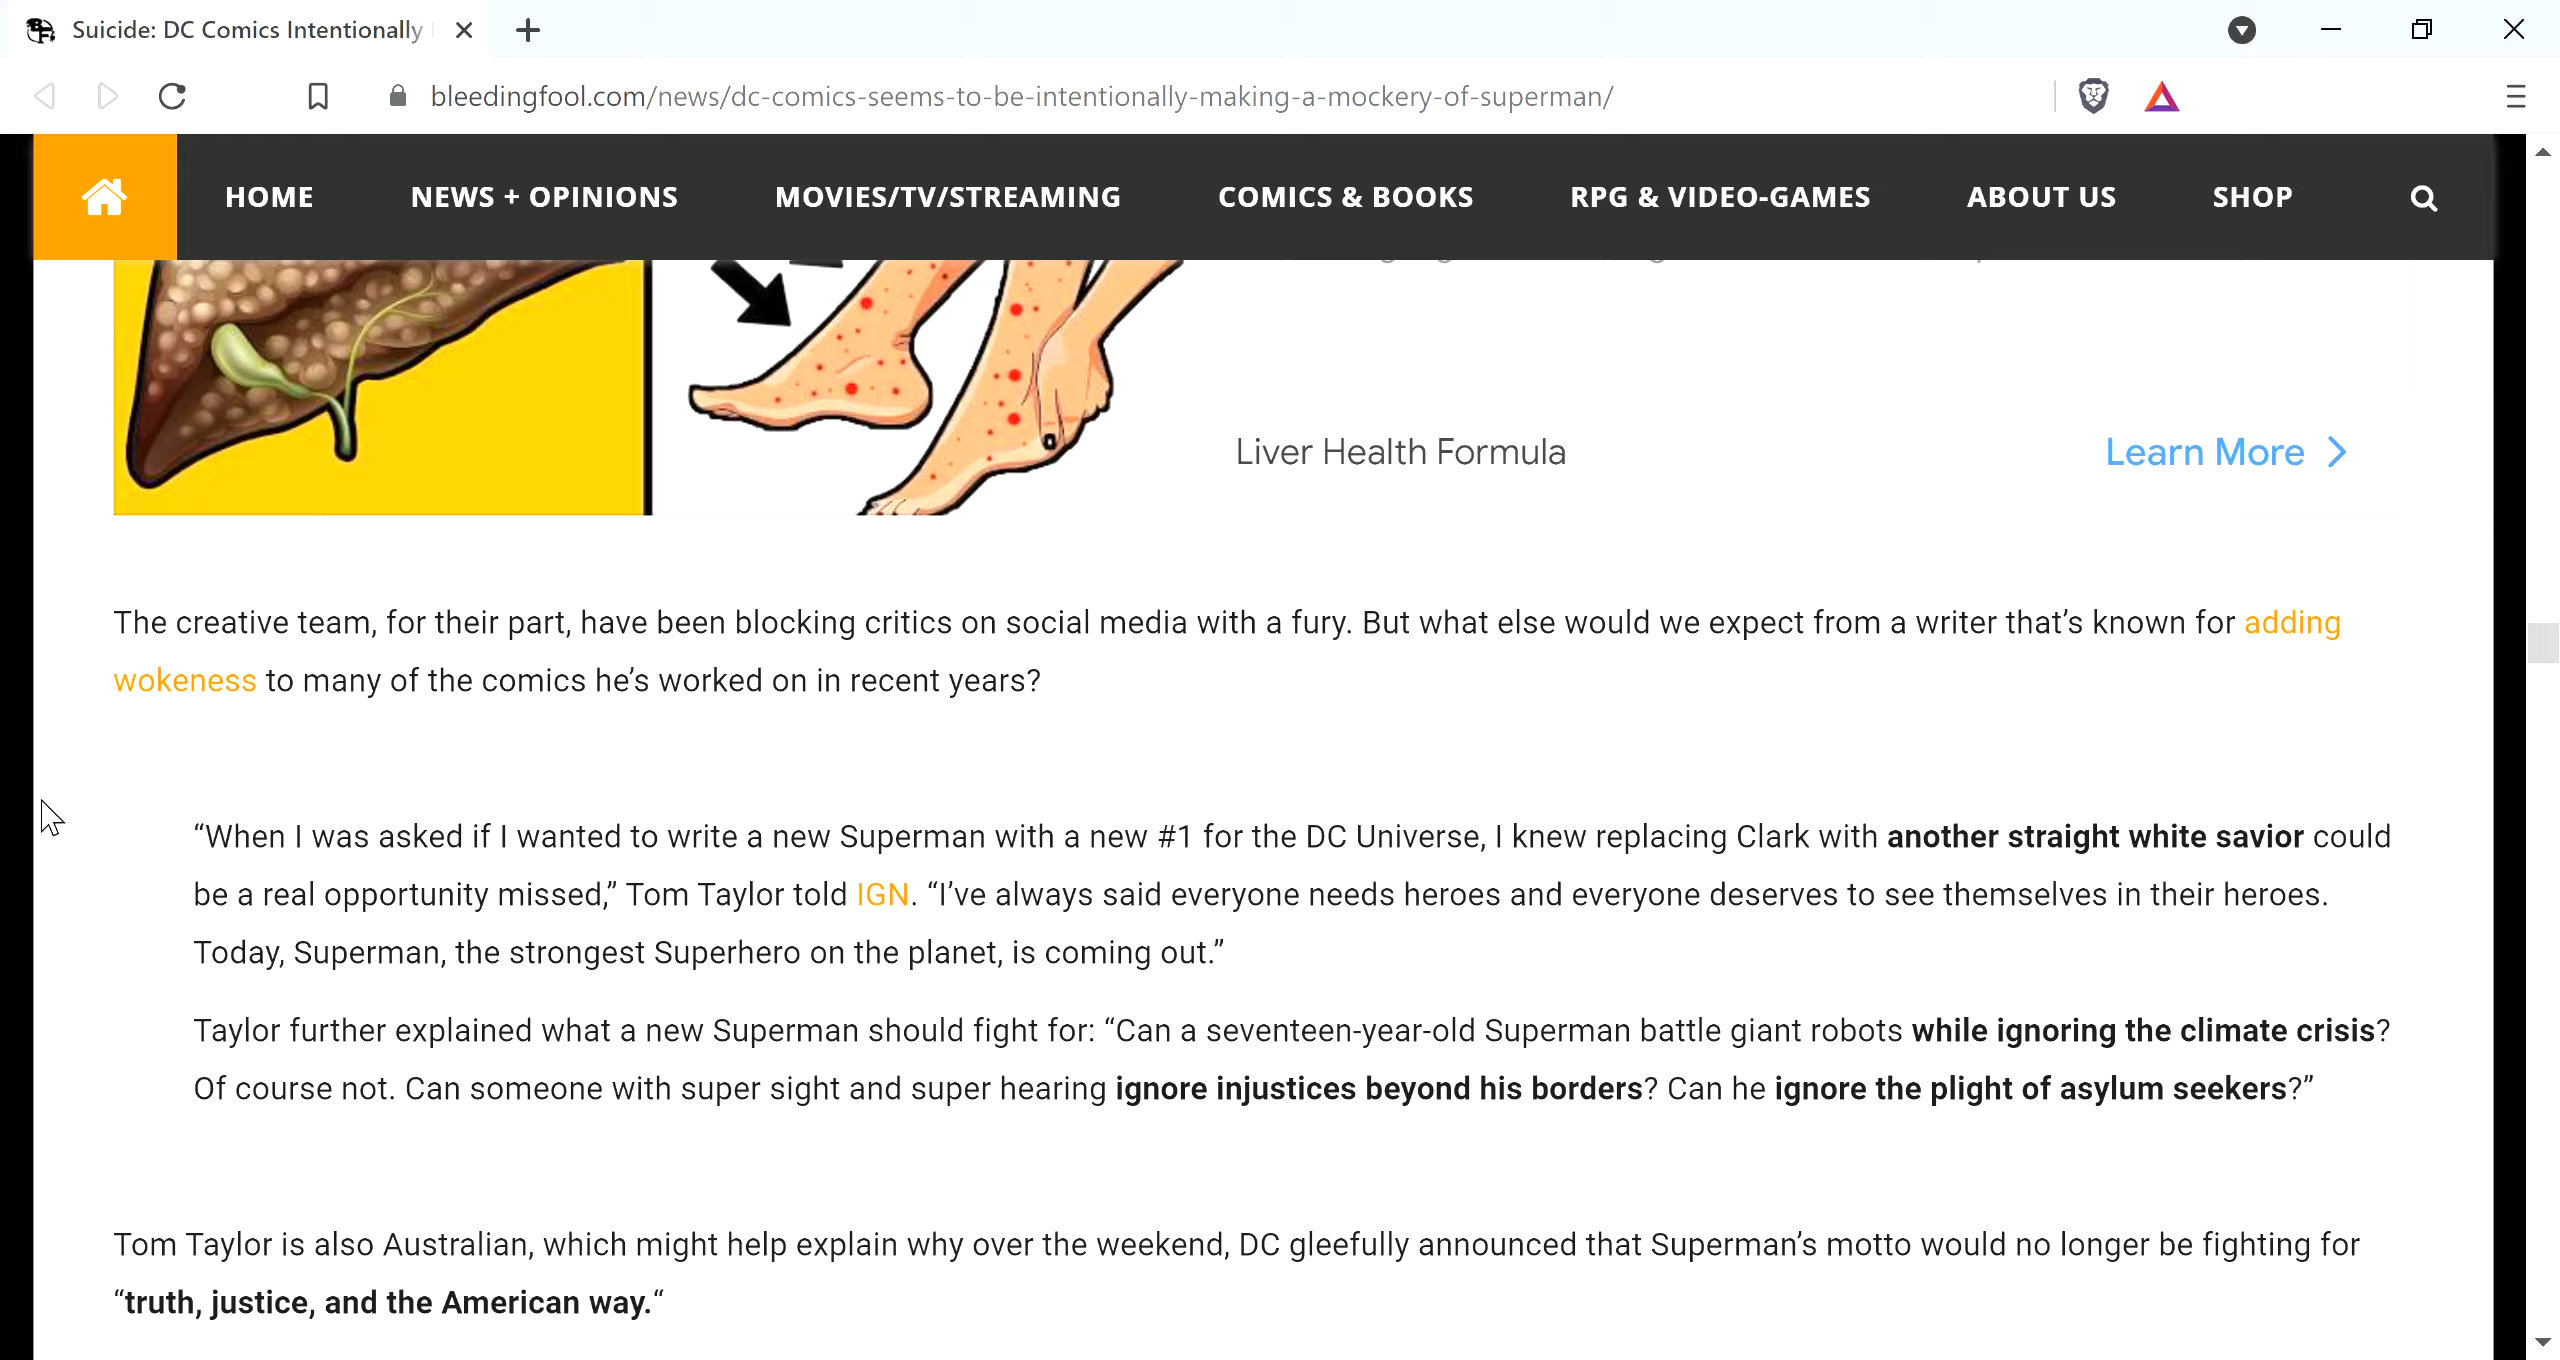 Suicide: DC Comics Intentionally
bleedingfool.com/news/dc-comics-seems-to-be-intentionally-making-a-mockery-of-superman/
HOME NEWS + OPINIONS MOVIES/TV/STREAMING COMICS & BOOKS RPG & VIDEO-GAMES ABOUT US SHOP
Liver Health Formula Learn More
The creative team, for their part, have been blocking critics on social media with a fury. But what else would we expect from a writer that’s known for adding
wokeness to many of the comics he’s worked on in recent years?
“When I was asked if I wanted to write a new Superman with a new #1 for the DC Universe, I knew replacing Clark with another straight white savior could
be a real opportunity missed,” Tom Taylor told IGN. “I’ve always said everyone needs heroes and everyone deserves to see themselves in their heroes.
Today, Superman, the strongest Superhero on the planet, is coming out.”
Taylor further explained what a new Superman should fight for: “Can a seventeen-year-old Superman battle giant robots while ignoring the climate crisis?
Of course not. Can someone with super sight and super hearing ignore injustices beyond his borders? Can he ignore the plight of asylum seekers?”
Tom Taylor is also Australian, which might help explain why over the weekend, DC gleefully announced that Superman’s motto would no longer be fighting for
“truth, justice, and the American way.“